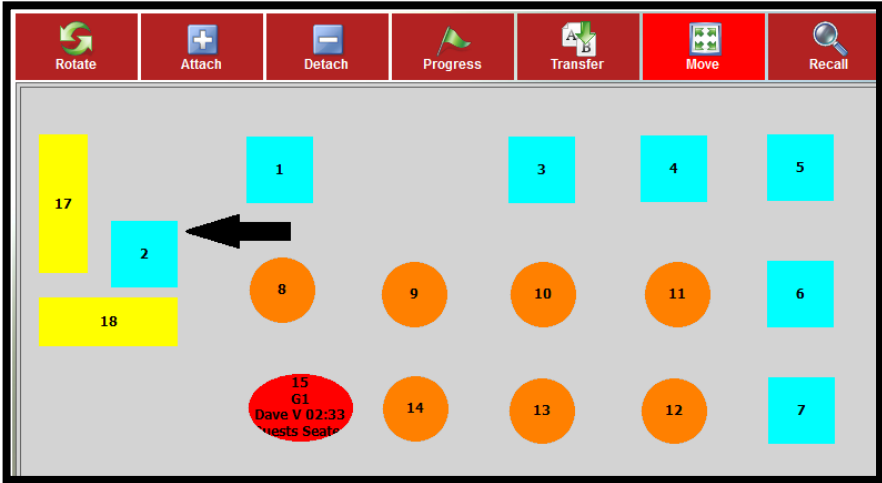 Rotate Attach Detach Progress Transfer Move Recall
A B
1 3 4 5
17
2
8 9 10 11 6
18
15
G1
Dave V 02:33
uests Seate
14 13 12 7